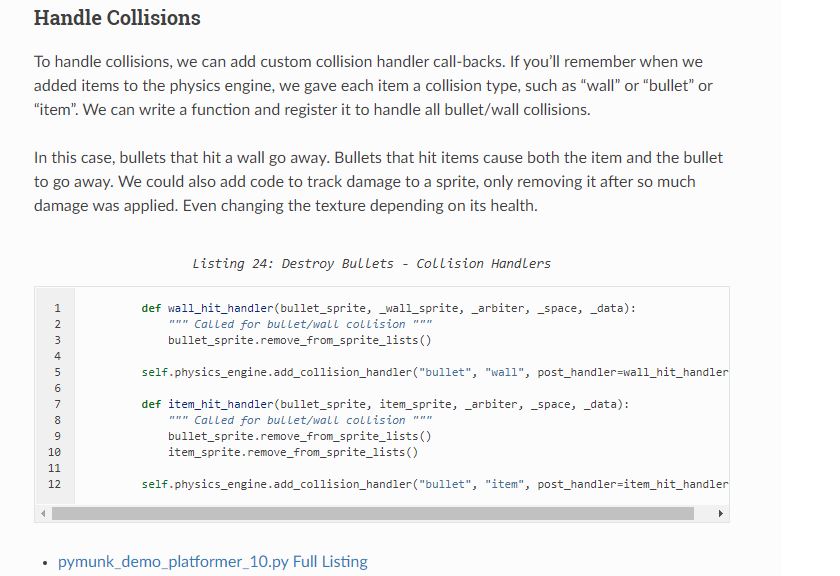 Handle Collisions
To handle collisions, we can add custom collision handler call-backs. If you’ll remember when we
added items to the physics engine, we gave each item a collision type, such as “wall” or “bullet” or
“item”. We can write a function and register it to handle all bullet/wall collisions.
In this case, bullets that hit a wall go away. Bullets that hit items cause both the item and the bullet
to go away. We could also add code to track damage to a sprite, only removing it after so much
damage was applied. Even changing the texture depending on its health.
Listing 24: Destroy Bullets - Collision Handlers
1 def wall_hit_handler(bullet_sprite, _wall_sprite, _arbiter, _space, _data):
2 """ Called for bullet/wall collision """
3 bullet_sprite.remove_from_sprite_lists()
4
5 self.physics_engine.add_collision_handler("bullet", "wall", post_handler=wall_hit_handler
6
7 def item_hit_handler(bullet_sprite, item_sprite, _arbiter, _space, _data):
8 """ Called for bullet/wall collision """
9 bullet_sprite.remove_from_sprite_lists()
10 item_sprite.remove_from_sprite_lists()
11
12 self.physics_engine.add_collision_handler("bullet", "item", post_handler=item_hit_handler
• pymunk_demo_platformer_10.py Full Listing